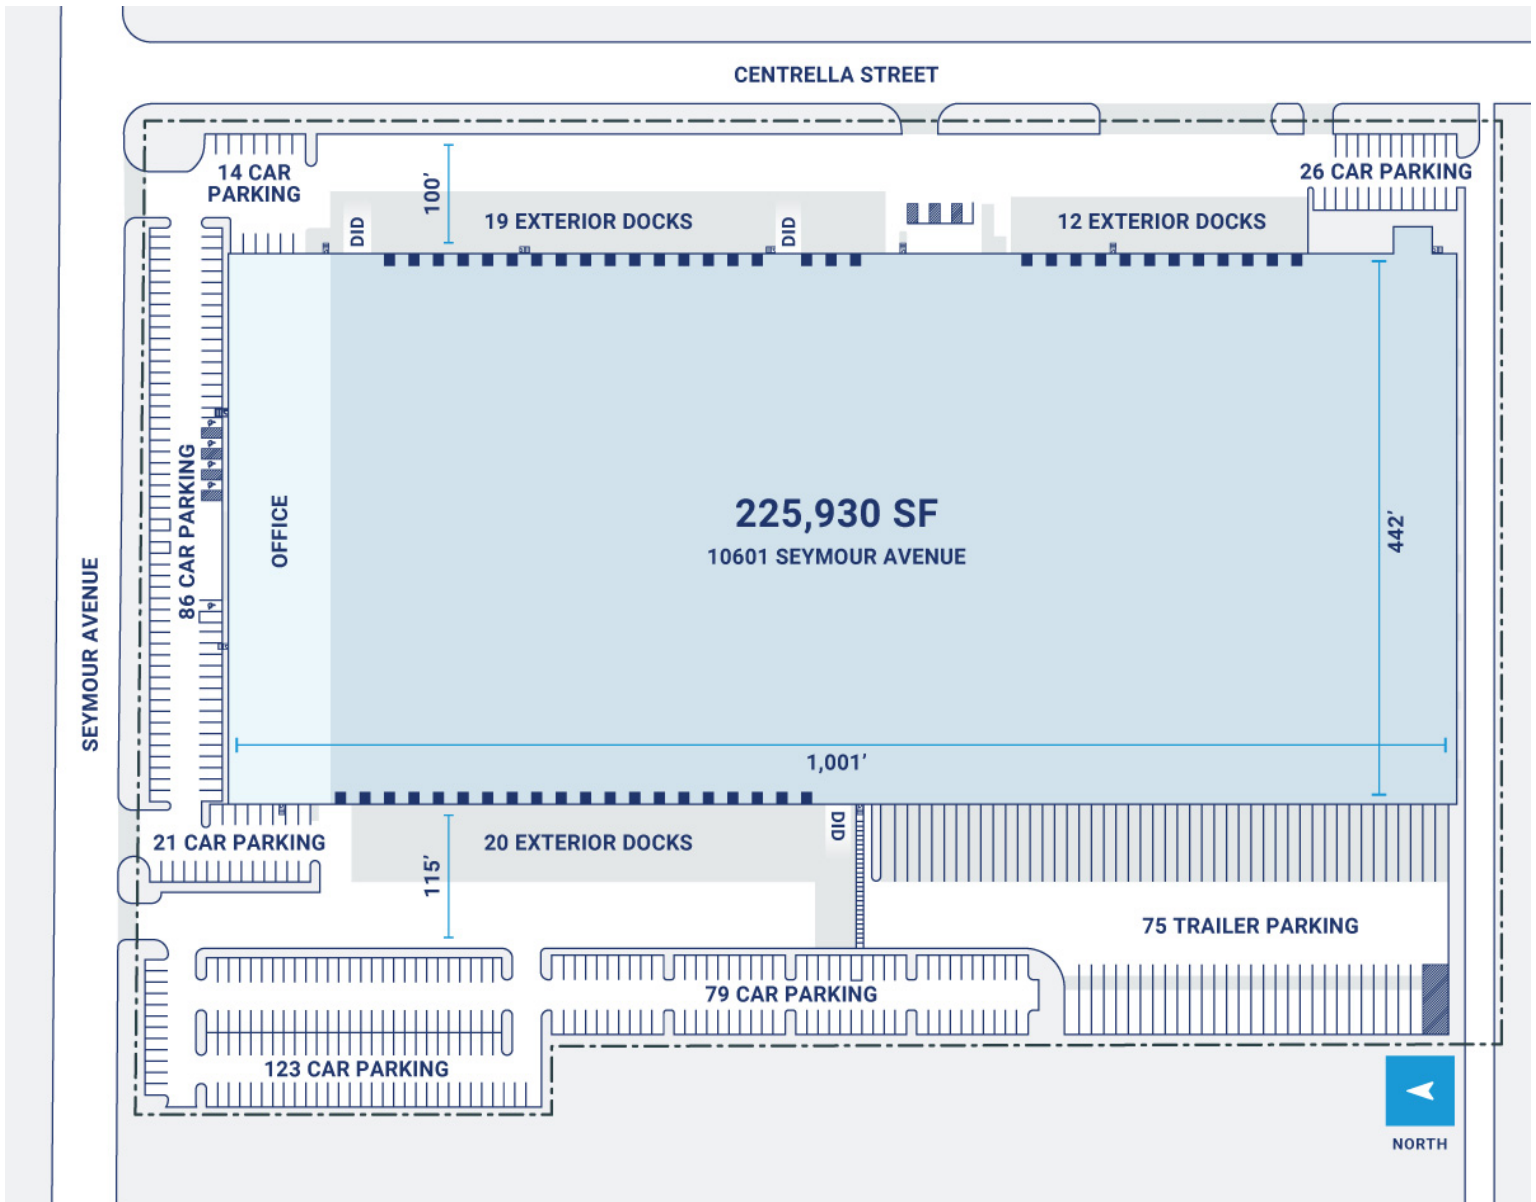 CENTRELLA STREET
14 CAR
PARKING
26 CAR PARKING
100’
DID
19 EXTERIOR DOCKS
DID
12 EXTERIOR DOCKS
86 CAR PARKING
OFFICE
225,930 SF
10601 SEYMOUR AVENUE
442’
SEYMOUR AVENUE
1,001’
21 CAR PARKING
115’
20 EXTERIOR DOCKS
DID
75 TRAILER PARKING
79 CAR PARKING
123 CAR PARKING
NORTH